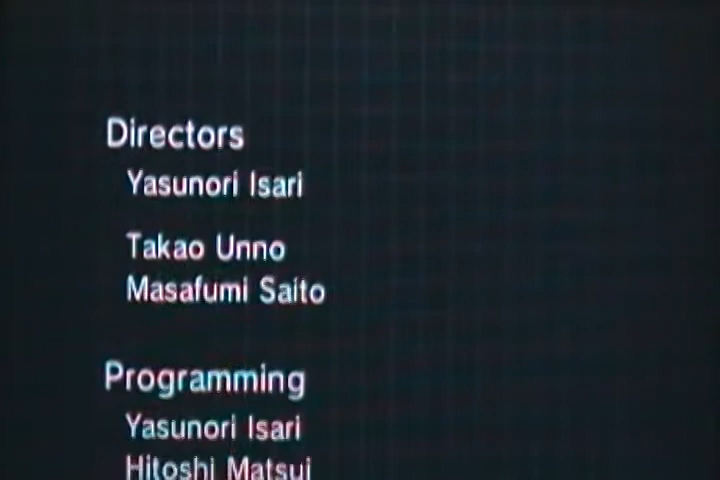 Directors
Yasunori Isari
Takao Unno
Masafumi Saito
Programming
Yasunori Isari
Hitoshi Matsui